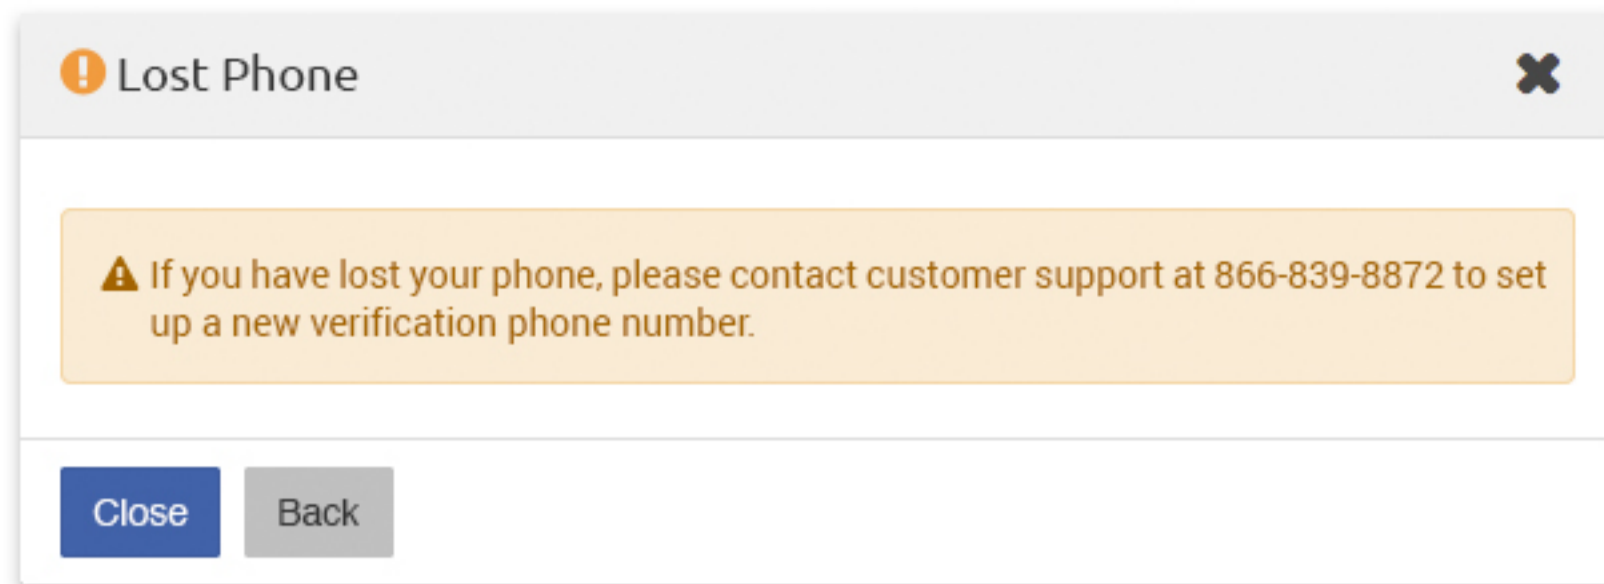 Lost Phone
If you have lost your phone, please contact customer support at 866-839-8872 to set
up a new verification phone number.
Close
Back